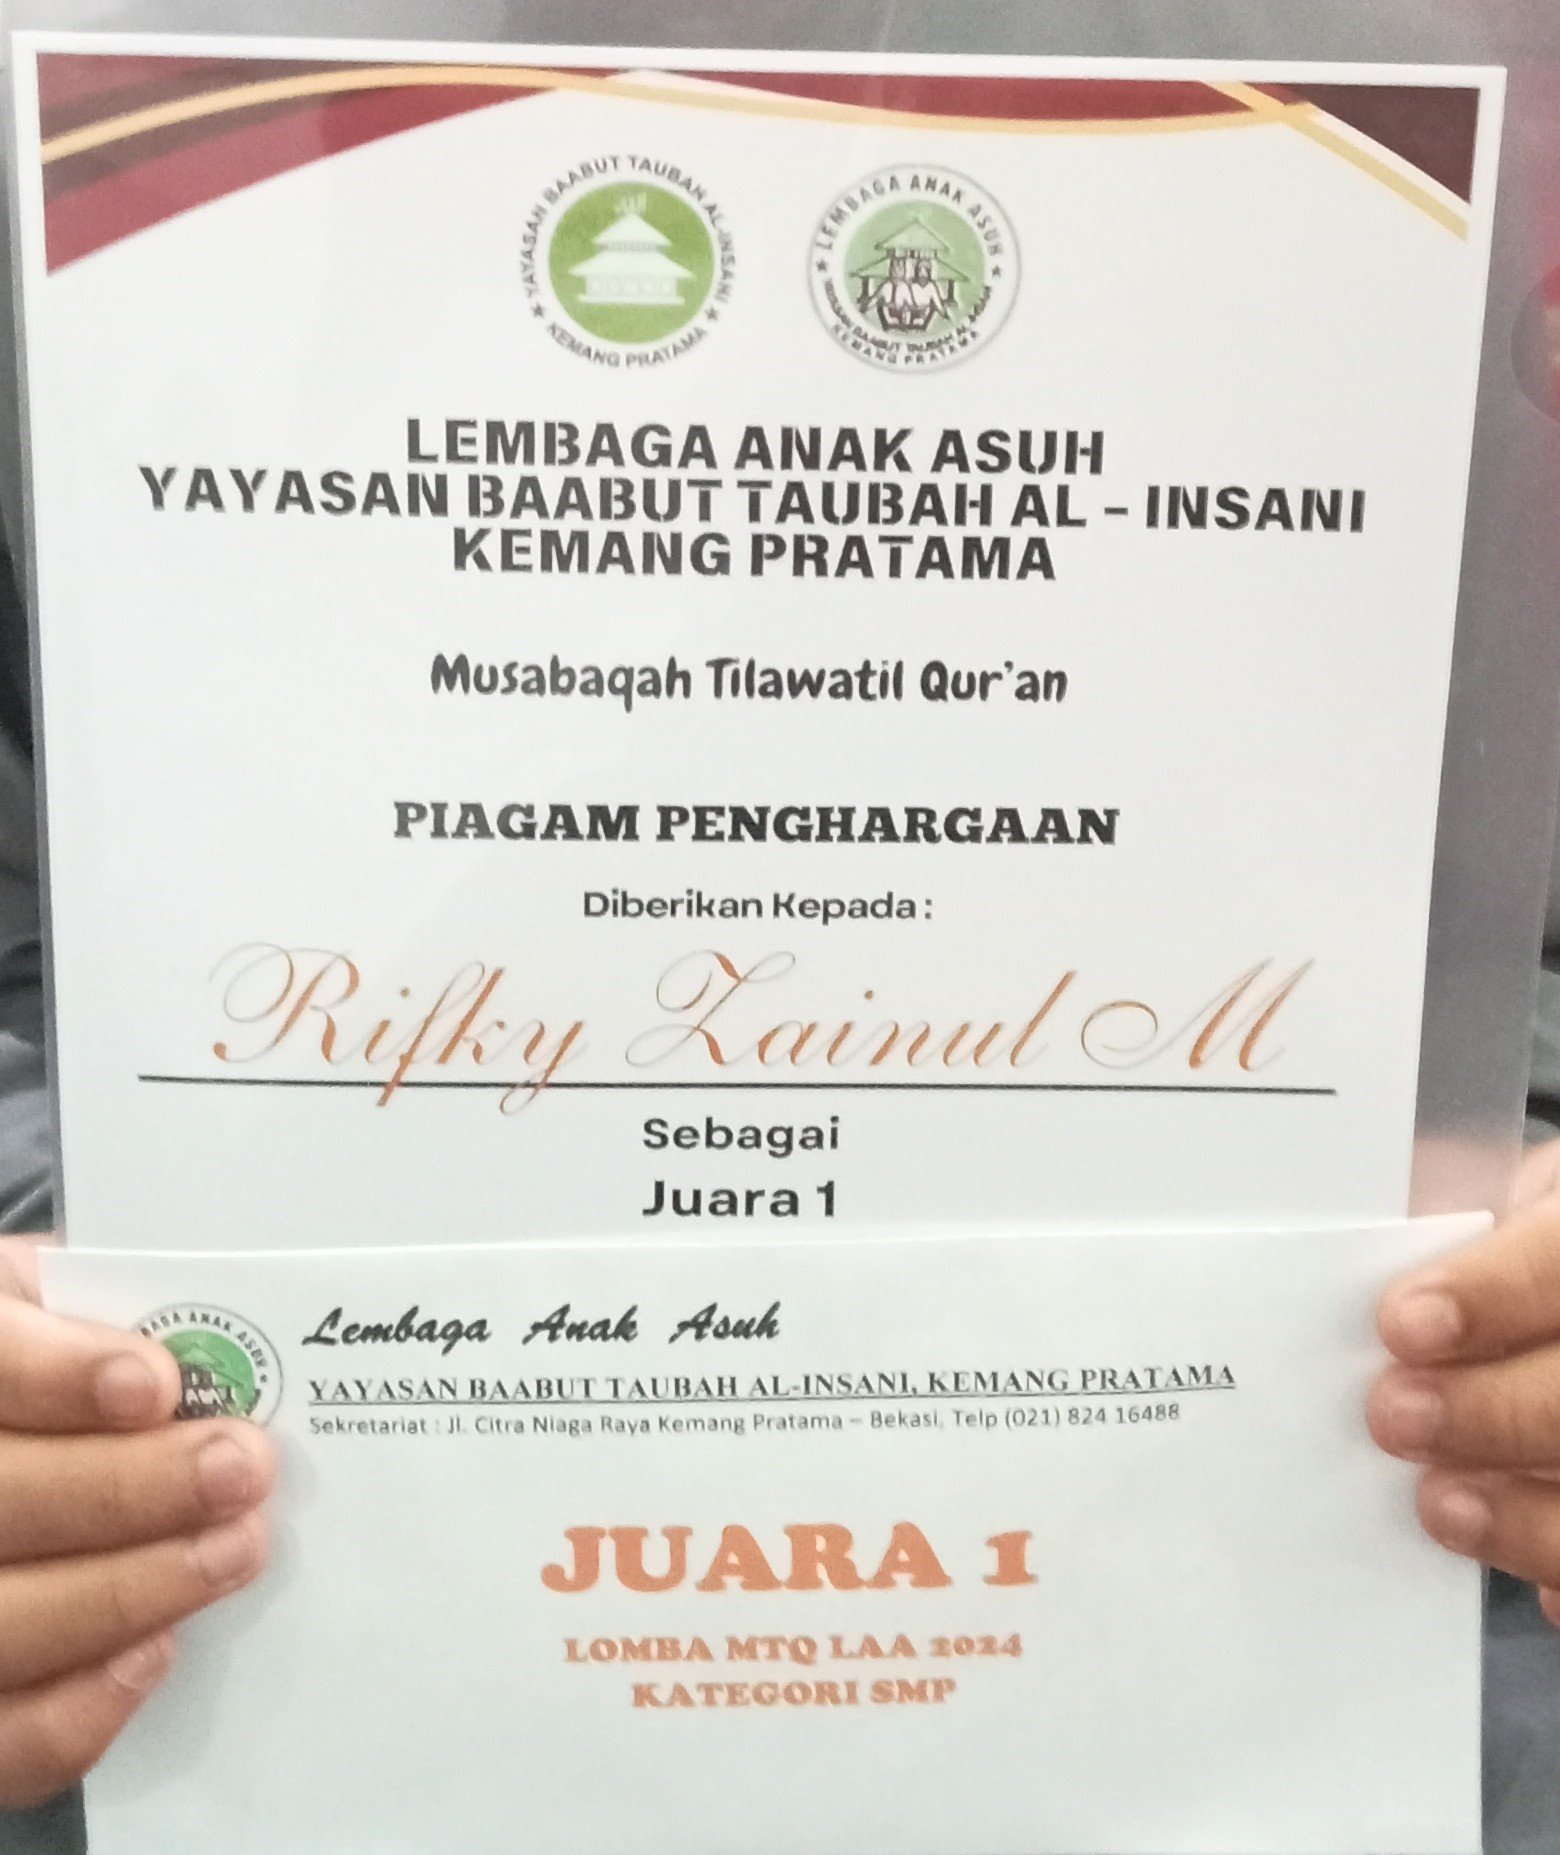 YAYASAN BAABUT TAUBAH AL-INSANI
KEMANG PRATAMA
LEMBAGA ANAK ASUH
KEMANG PRATAMA
LEMBAGA ANAK ASUH
YAYASAN BAABUT TAUBAH AL - INSANI
KEMANG PRATAMA
Musabaqah Tilawatil Qur'an
PIAGAM PENGHARGAAN
Diberikan Kepada :
Rifky Zainul M
Sebagai
Juara 1
ANAK ASUH
Lembaga Anak Asuh
YAYASAN BAABUT TAUBAH AL-INSANI, KEMANG PRATAMA
Sekretariat : Jl. Citra Niaga Raya Kemang Pratama – Bekasi, Telp (021) 824 16488
JUARA 1
LOMBA MTQ LAA 2024
KATEGORI SMP